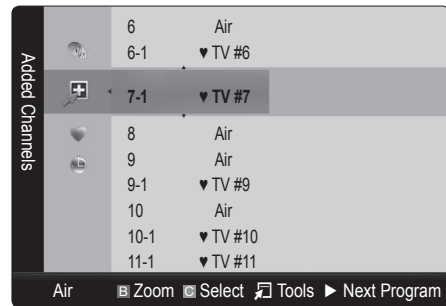 Added Channels
6 Air
6-1 ♥ TV #6
7-1 ♥ TV #7
8 Air
9 Air
9-1 ♥ TV #9
10 Air
10-1 ♥ TV #10
11-1 ♥ TV #11
Air B Zoom C Select Tools ► Next Program